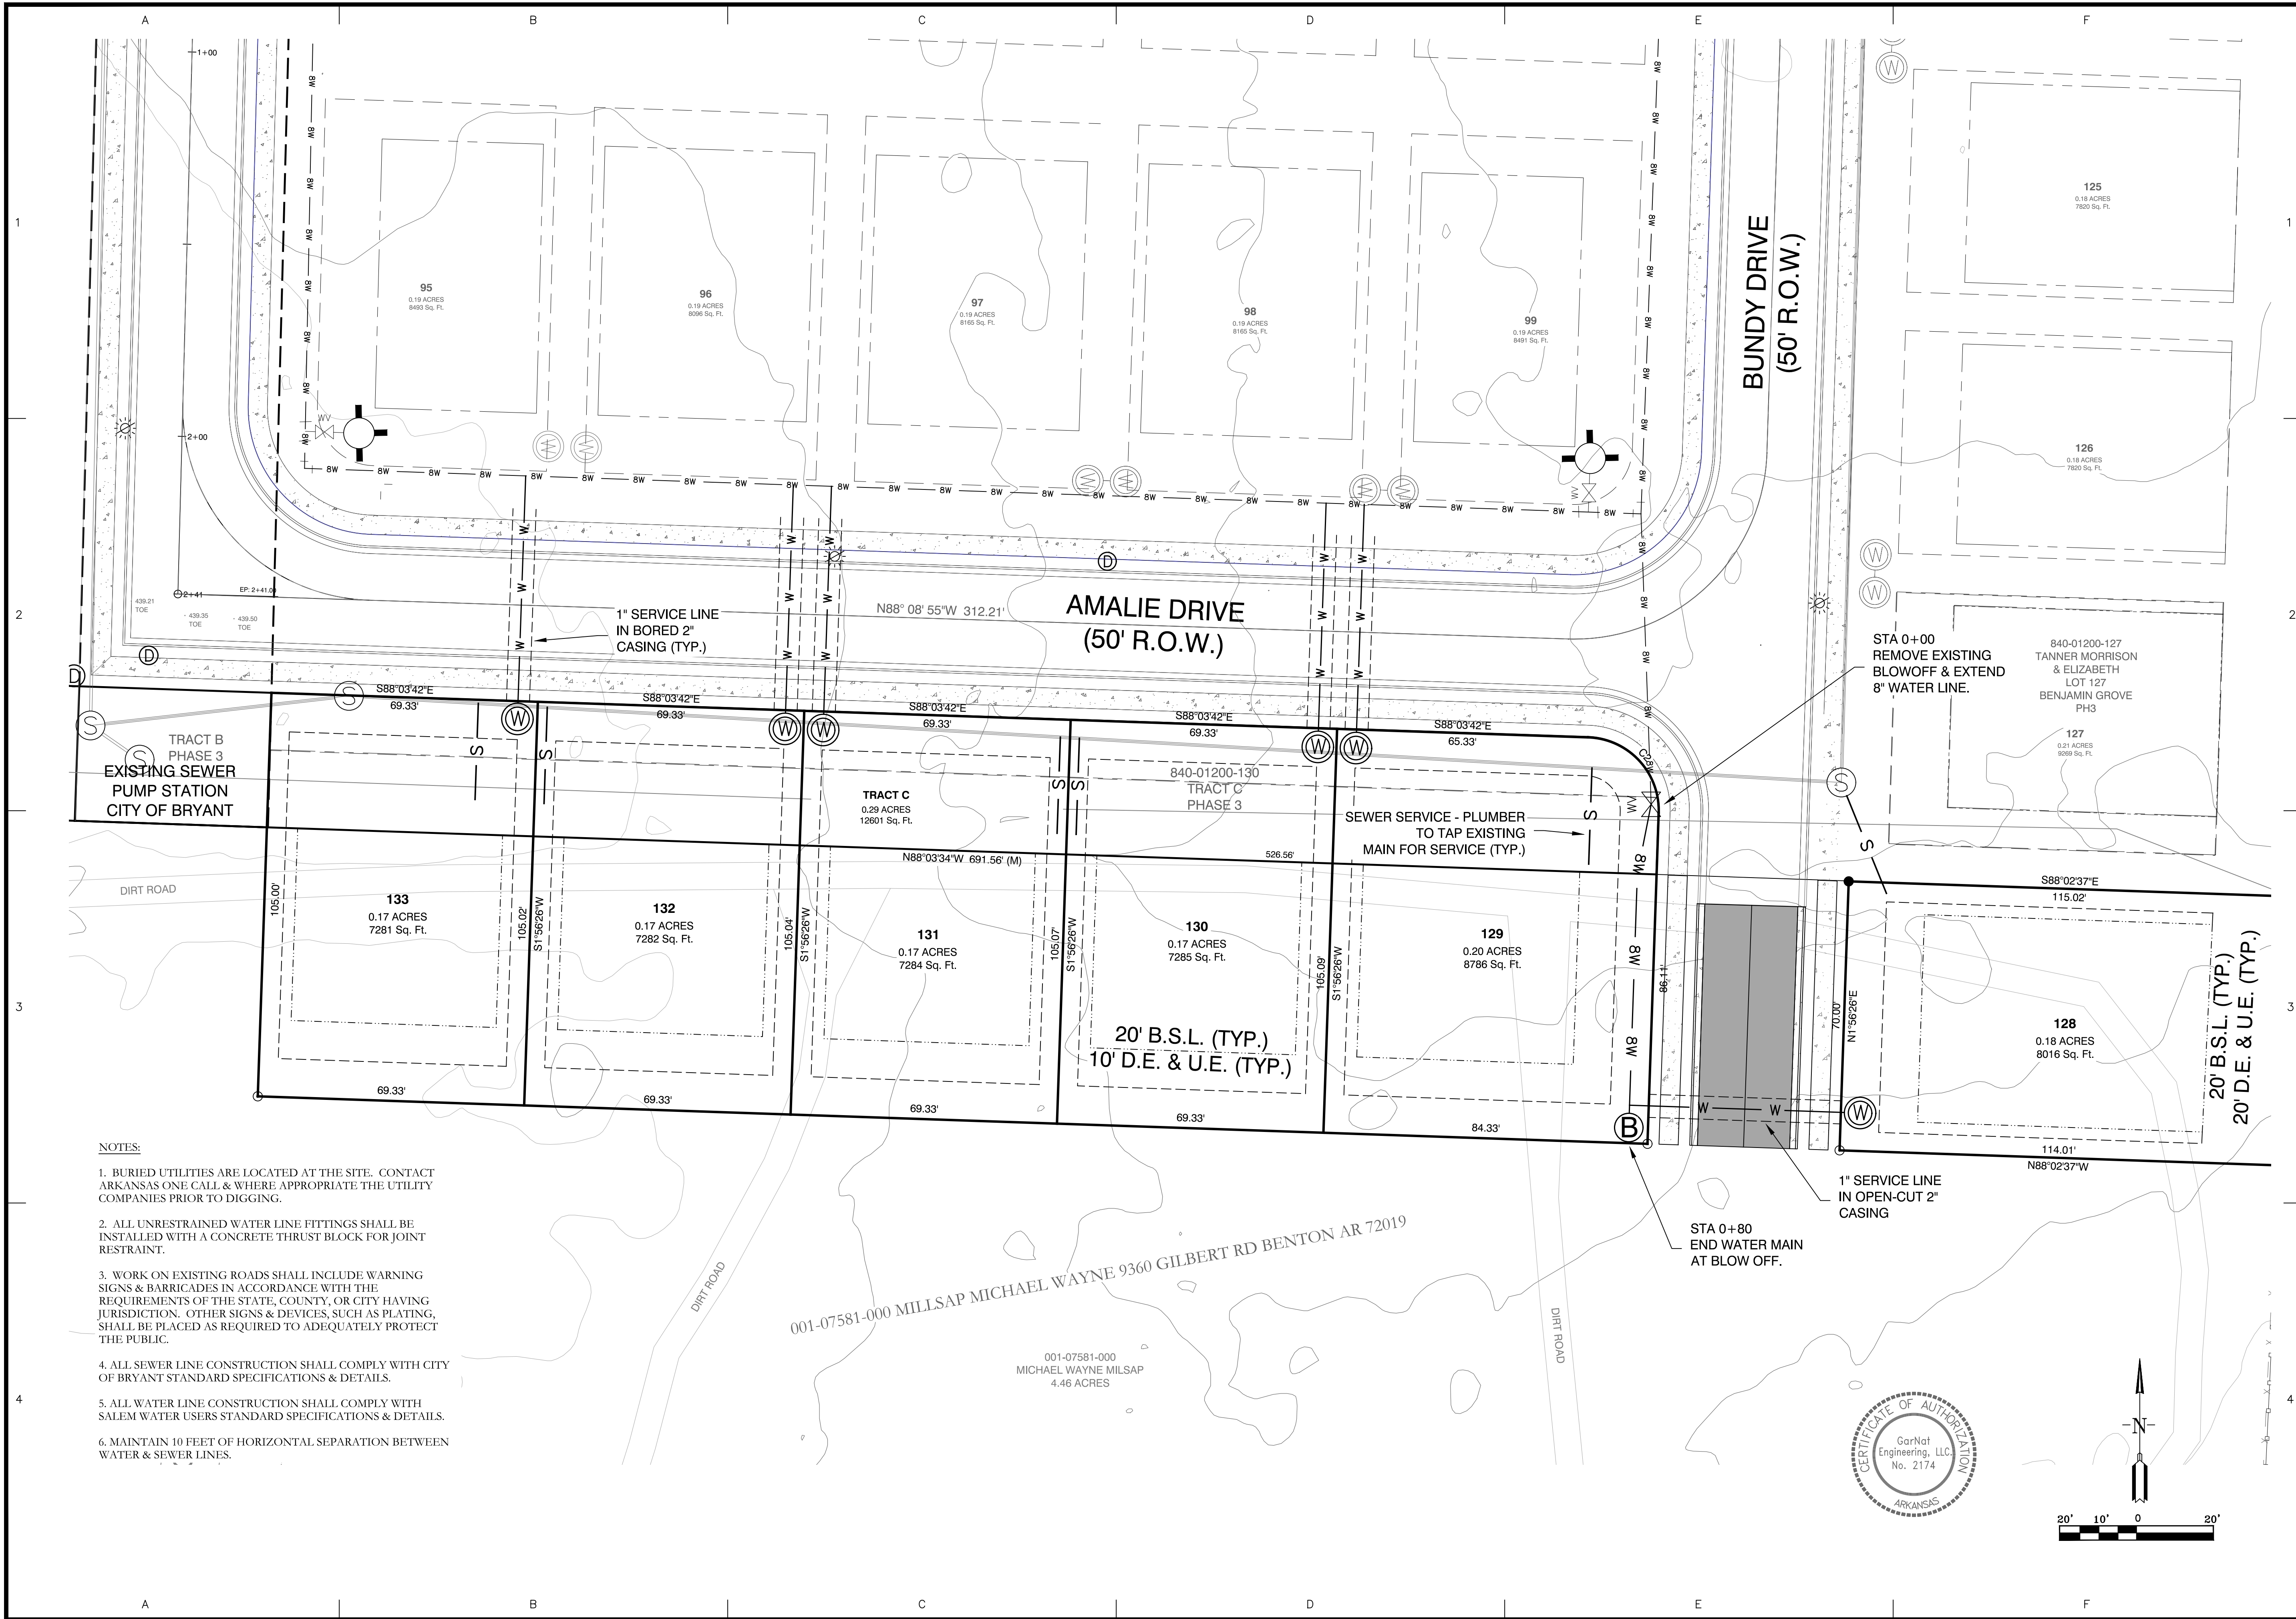 A B C D E F
1+00
2+00
2+41
EP: 2+41.00
439.21
TOE
439.35
TOE
439.50
TOE
95
0.19 ACRES
8493 Sq. Ft.
96
0.19 ACRES
8096 Sq. Ft.
97
0.19 ACRES
8165 Sq. Ft.
98
0.19 ACRES
8165 Sq. Ft.
99
0.19 ACRES
8491 Sq. Ft.
125
0.18 ACRES
7820 Sq. Ft.
126
0.18 ACRES
7820 Sq. Ft.
BUNDY DRIVE
(50' R.O.W.)
1" SERVICE LINE
IN BORED 2"
CASING (TYP.)
N88° 08' 55"W 312.21'
AMALIE DRIVE
(50' R.O.W.)
STA 0+00
REMOVE EXISTING
BLOWOFF & EXTEND
8" WATER LINE.
840-01200-127
TANNER MORRISON
& ELIZABETH
LOT 127
BENJAMIN GROVE
PH3
127
0.21 ACRES
9269 Sq. Ft.
S88°03'42"E
69.33'
S88°03'42"E
69.33'
S88°03'42"E
69.33'
S88°03'42"E
69.33'
S88°03'42"E
65.33'
TRACT B
PHASE 3
EXISTING SEWER
PUMP STATION
CITY OF BRYANT
TRACT C
0.29 ACRES
12601 Sq. Ft.
840-01200-130
TRACT C
PHASE 3
SEWER SERVICE - PLUMBER
TO TAP EXISTING
MAIN FOR SERVICE (TYP.)
N88°03'34"W 691.56' (M)
526.56'
DIRT ROAD
105.00'
133
0.17 ACRES
7281 Sq. Ft.
105.02'
S1°56'26"W
132
0.17 ACRES
7282 Sq. Ft.
105.04'
S1°56'26"W
131
0.17 ACRES
7284 Sq. Ft.
105.07'
S1°56'26"W
130
0.17 ACRES
7285 Sq. Ft.
105.09'
S1°56'26"W
129
0.20 ACRES
8786 Sq. Ft.
86.11'
70.00'
N1°56'26"E
S88°02'37"E
115.02'
128
0.18 ACRES
8016 Sq. Ft.
20' B.S.L. (TYP.)
20' D.E. & U.E. (TYP.)
20' B.S.L. (TYP.)
10' D.E. & U.E. (TYP.)
69.33'
69.33'
69.33'
69.33'
84.33'
114.01'
N88°02'37"W
B
1" SERVICE LINE
IN OPEN-CUT 2"
CASING
STA 0+80
END WATER MAIN
AT BLOW OFF.
NOTES:
1. BURIED UTILITIES ARE LOCATED AT THE SITE. CONTACT
ARKANSAS ONE CALL & WHERE APPROPRIATE THE UTILITY
COMPANIES PRIOR TO DIGGING.
2. ALL UNRESTRAINED WATER LINE FITTINGS SHALL BE
INSTALLED WITH A CONCRETE THRUST BLOCK FOR JOINT
RESTRAINT.
3. WORK ON EXISTING ROADS SHALL INCLUDE WARNING
SIGNS & BARRICADES IN ACCORDANCE WITH THE
REQUIREMENTS OF THE STATE, COUNTY, OR CITY HAVING
JURISDICTION. OTHER SIGNS & DEVICES, SUCH AS PLATING,
SHALL BE PLACED AS REQUIRED TO ADEQUATELY PROTECT
THE PUBLIC.
4. ALL SEWER LINE CONSTRUCTION SHALL COMPLY WITH CITY
OF BRYANT STANDARD SPECIFICATIONS & DETAILS.
5. ALL WATER LINE CONSTRUCTION SHALL COMPLY WITH
SALEM WATER USERS STANDARD SPECIFICATIONS & DETAILS.
6. MAINTAIN 10 FEET OF HORIZONTAL SEPARATION BETWEEN
WATER & SEWER LINES.
DIRT ROAD
001-07581-000 MILLSAP MICHAEL WAYNE 9360 GILBERT RD BENTON AR 72019
001-07581-000
MICHAEL WAYNE MILSAP
4.46 ACRES
DIRT ROAD
CERTIFICATE OF AUTHORIZATION
GarNat
Engineering, LLC.
No. 2174
ARKANSAS
N
20' 10' 0 20'
A B C D E F